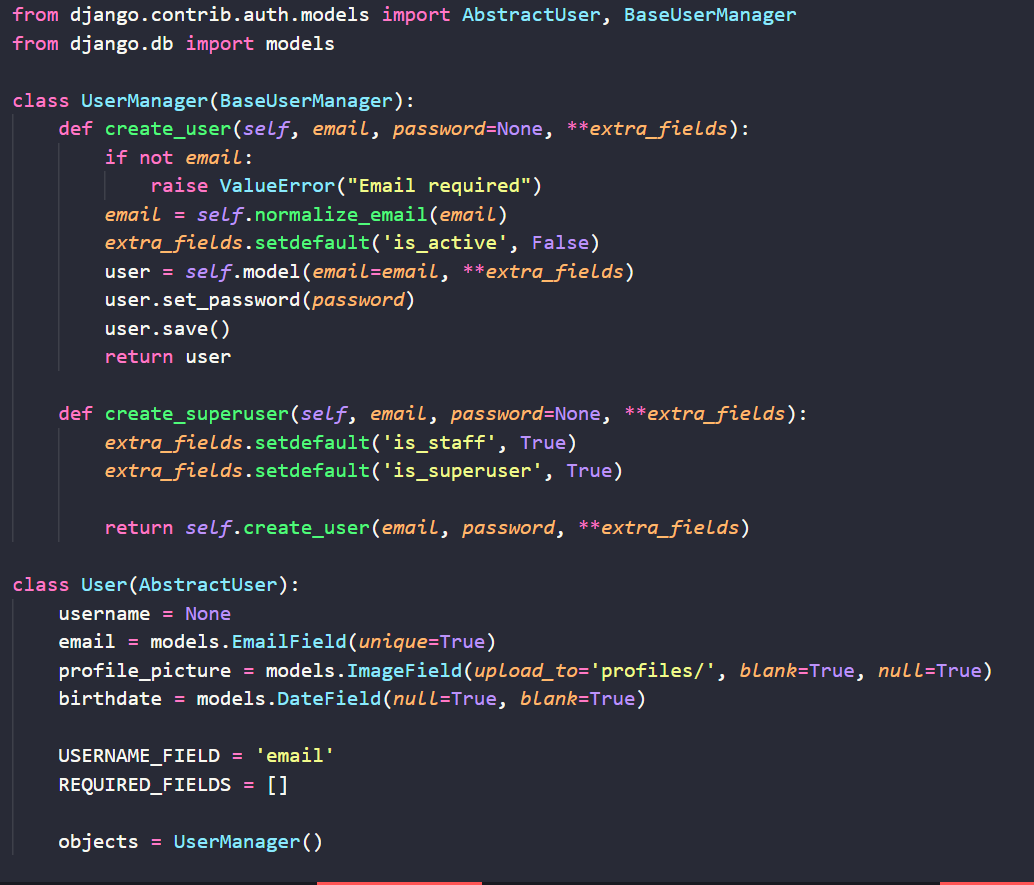 from django.contrib.auth.models import AbstractUser, BaseUserManager
from django.db import models

class UserManager(BaseUserManager):
    def create_user(self, email, password=None, **extra_fields):
        if not email:
            raise ValueError("Email required")
        email = self.normalize_email(email)
        extra_fields.setdefault('is_active', False)
        user = self.model(email=email, **extra_fields)
        user.set_password(password)
        user.save()
        return user

    def create_superuser(self, email, password=None, **extra_fields):
        extra_fields.setdefault('is_staff', True)
        extra_fields.setdefault('is_superuser', True)

        return self.create_user(email, password, **extra_fields)

class User(AbstractUser):
    username = None
    email = models.EmailField(unique=True)
    profile_picture = models.ImageField(upload_to='profiles/', blank=True, null=True)
    birthdate = models.DateField(null=True, blank=True)

    USERNAME_FIELD = 'email'
    REQUIRED_FIELDS = []

    objects = UserManager()